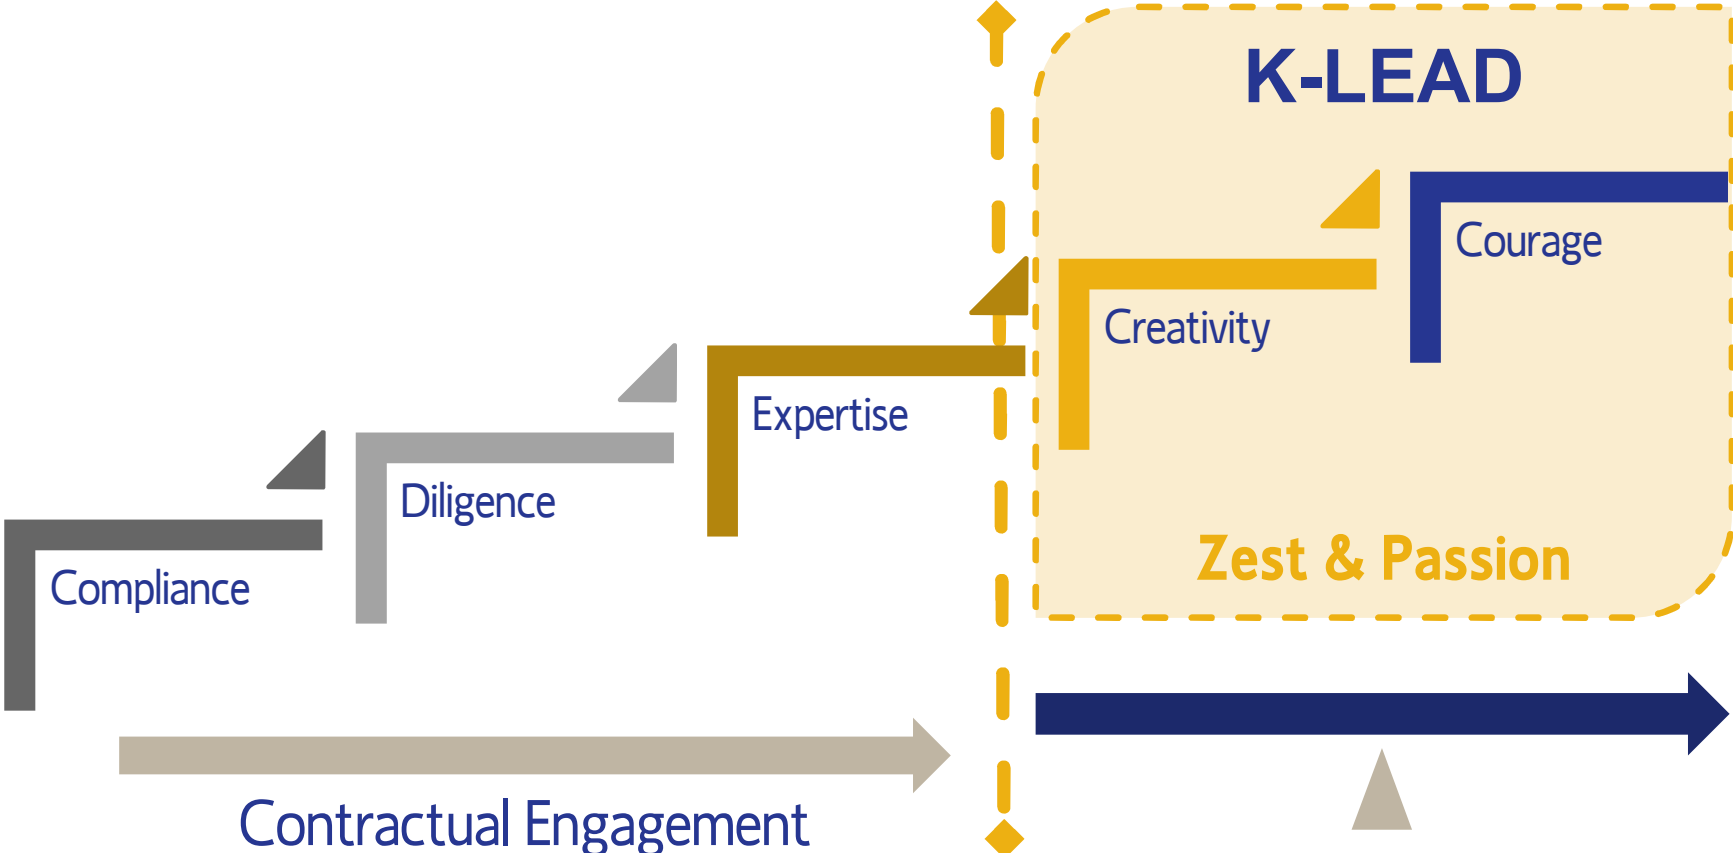 K-LEAD
Courage
Creativity
Expertise
Diligence
Compliance
Zest & Passion
Contractual Engagement